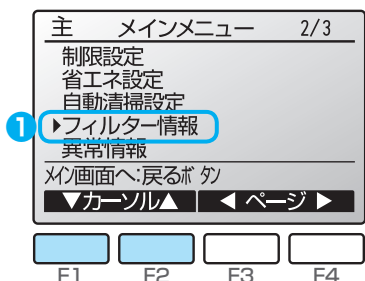 主 メインメニュー 2/3
制限設定
省エネ設定
自動清掃設定
1 ▶フィルター情報
異常情報
メイン画面へ:戻るボタン
▼カーソル▲ ◀ ページ ▶
F1 F2 F3 F4